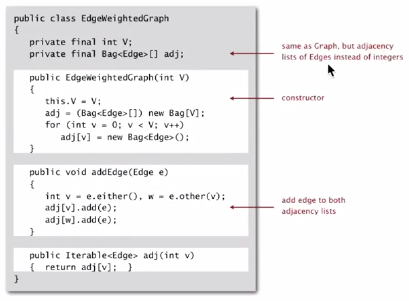 public class EdgeWeightedGraph
{
private final int V;
private final Bag<Edge>[] adj;
same as Graph, but adjacency
lists of Edges instead of integers
public EdgeWeightedGraph(int V)
{
this.V = V;
adj = (Bag<Edge>[]) new Bag[V];
for (int v = 0; v < V; v++)
adj[v] = new Bag<Edge>();
}
constructor
public void addEdge(Edge e)
{
int v = e.either(), w = e.other(v);
adj[v].add(e);
adj[w].add(e);
}
add edge to both
adjacency lists
public Iterable<Edge> adj(int v)
{ return adj[v]; }
}